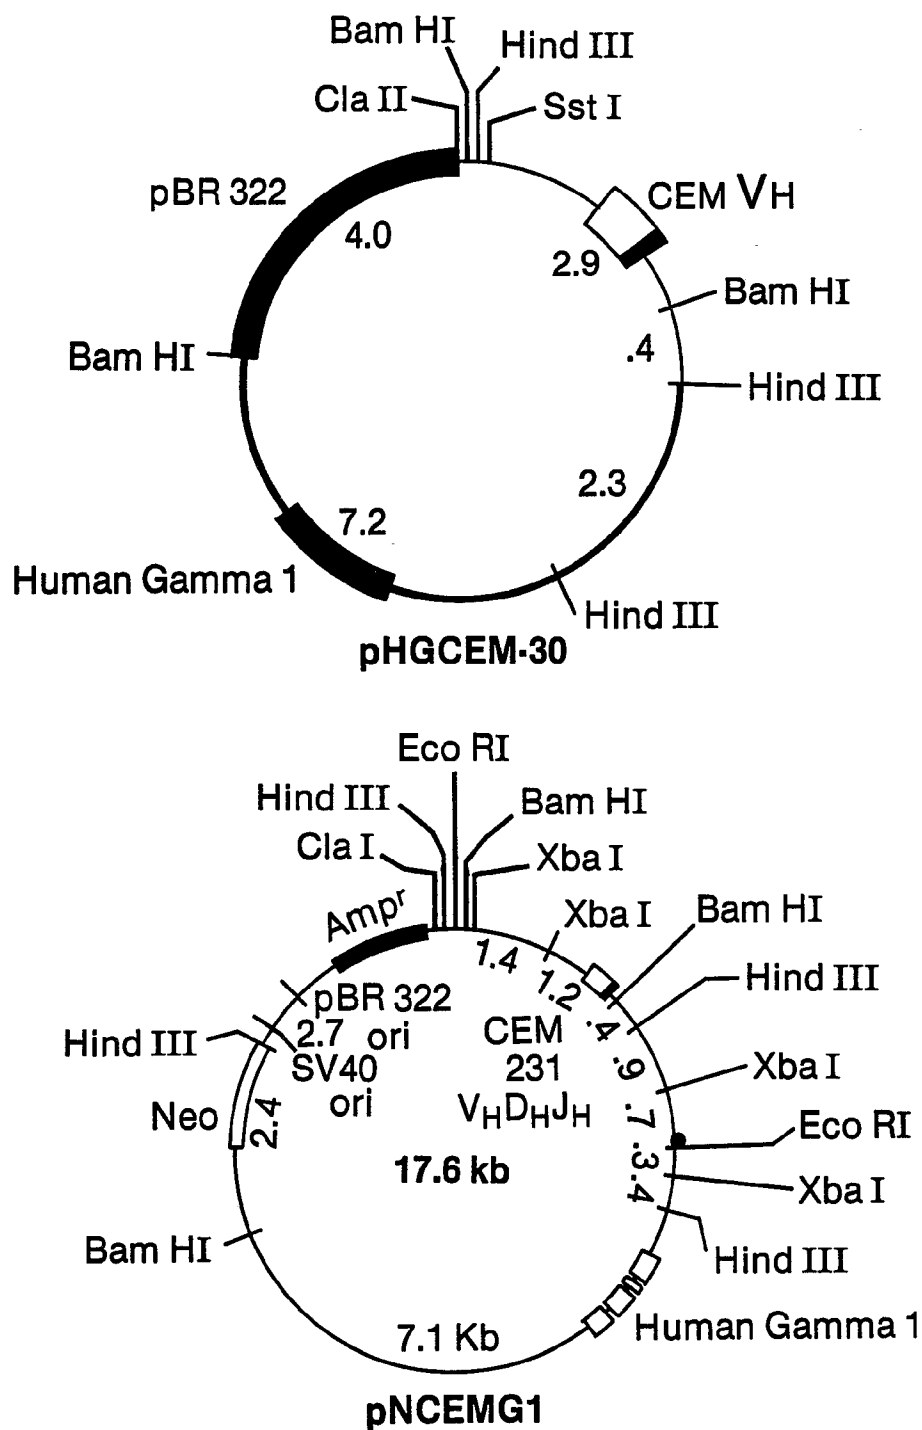 Bam HI
Hind III
Cla II
Sst I
pBR 322
CEM VH
4.0
2.9
Bam HI
.4
Bam HI
Hind III
2.3
7.2
Human Gamma 1
Hind III
pHGCEM-30
Eco RI
Hind III
Bam HI
Cla I
Xba I
Ampr
Xba I
Bam HI
1.4
1.2
Hind III
pBR 322
ori
2.7
CEM
231
VHDHJH
.4
.9
Hind III
SV40
ori
Xba I
Neo
2.4
.7
Eco RI
.3
17.6 kb
.4
Xba I
Bam HI
Hind III
7.1 Kb
Human Gamma 1
pNCEMG1